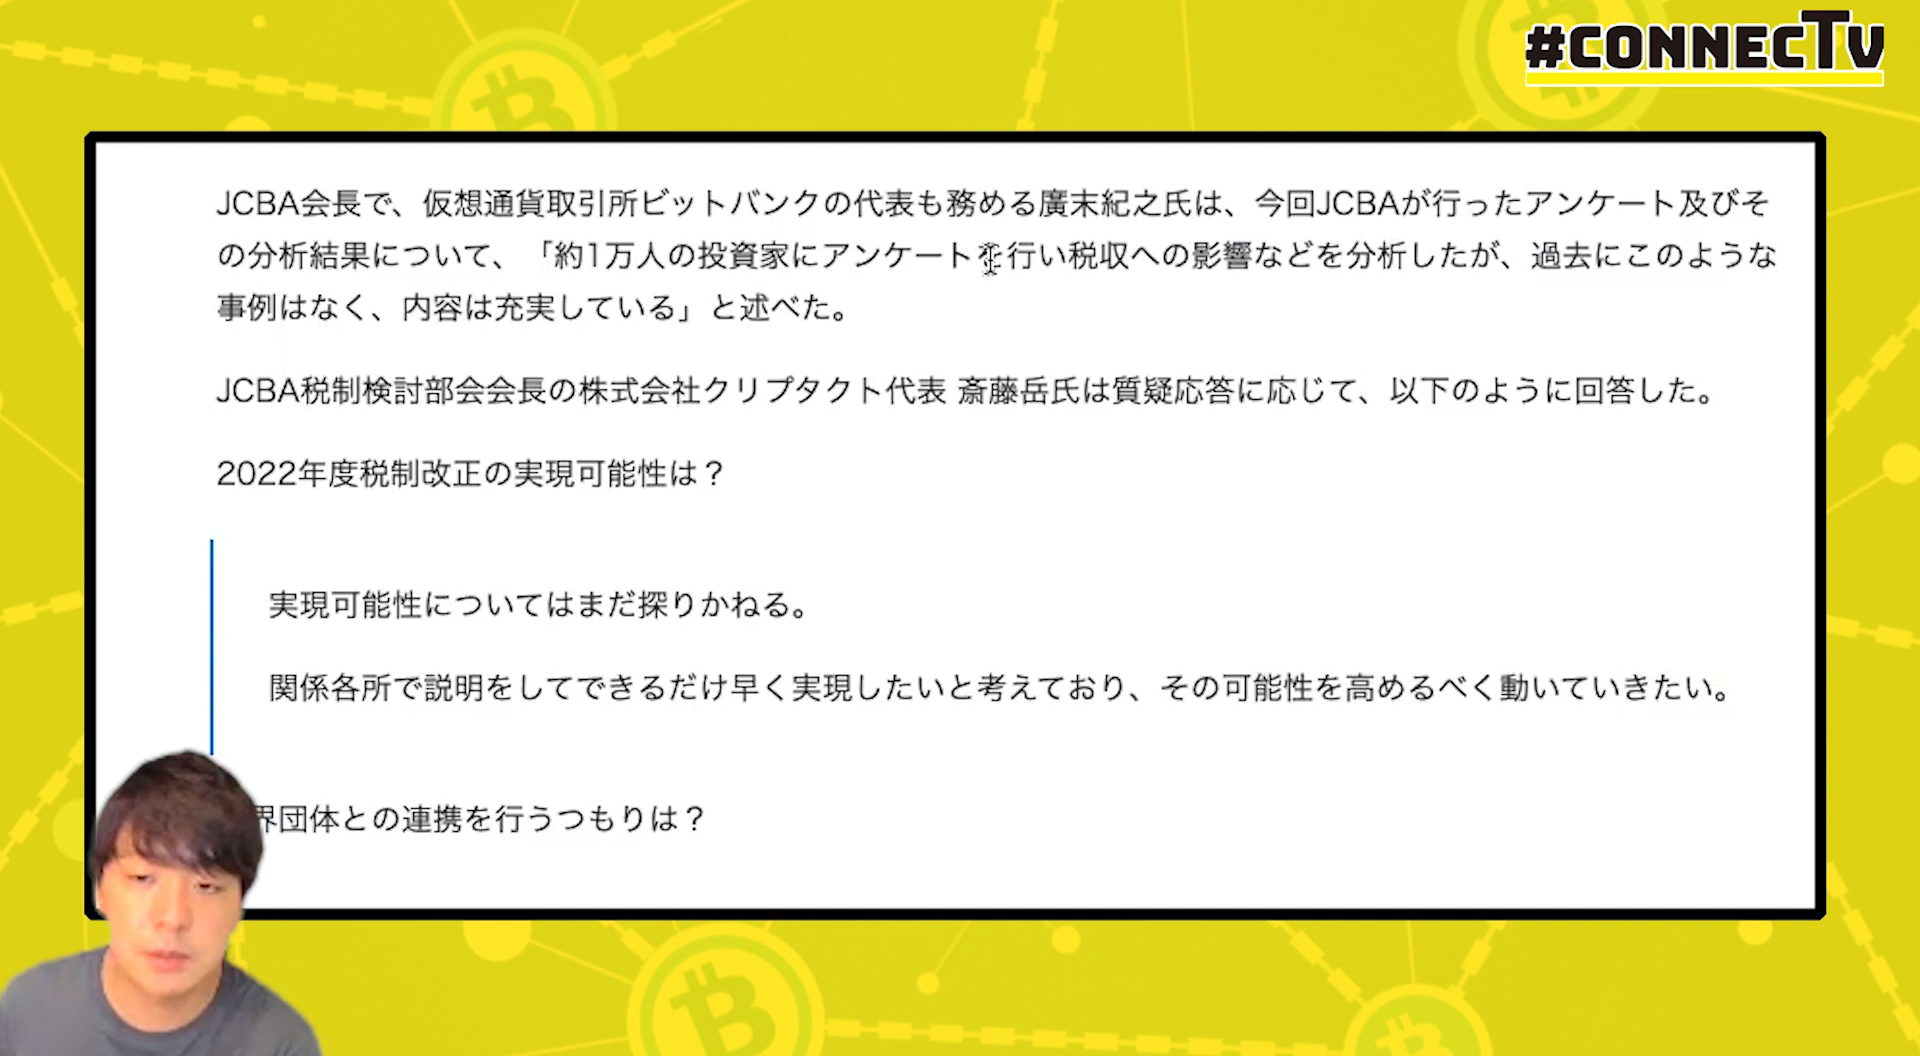 #CONNECTV
JCBA会長で、仮想通貨取引所ビットバンクの代表も務める廣末紀之氏は、今回JCBAが行ったアンケート及びそ
の分析結果について、「約1万人の投資家にアンケートを行い税収への影響などを分析したが、過去にこのような
事例はなく、内容は充実している」と述べた。
JCBA税制検討部会会長の株式会社クリプタクト代表 斎藤岳氏は質疑応答に応じて、以下のように回答した。
2022年度税制改正の実現可能性は？
実現可能性についてはまだ探りかねる。
関係各所で説明をしてできるだけ早く実現したいと考えており、その可能性を高めるべく動いていきたい。
界団体との連携を行うつもりは？